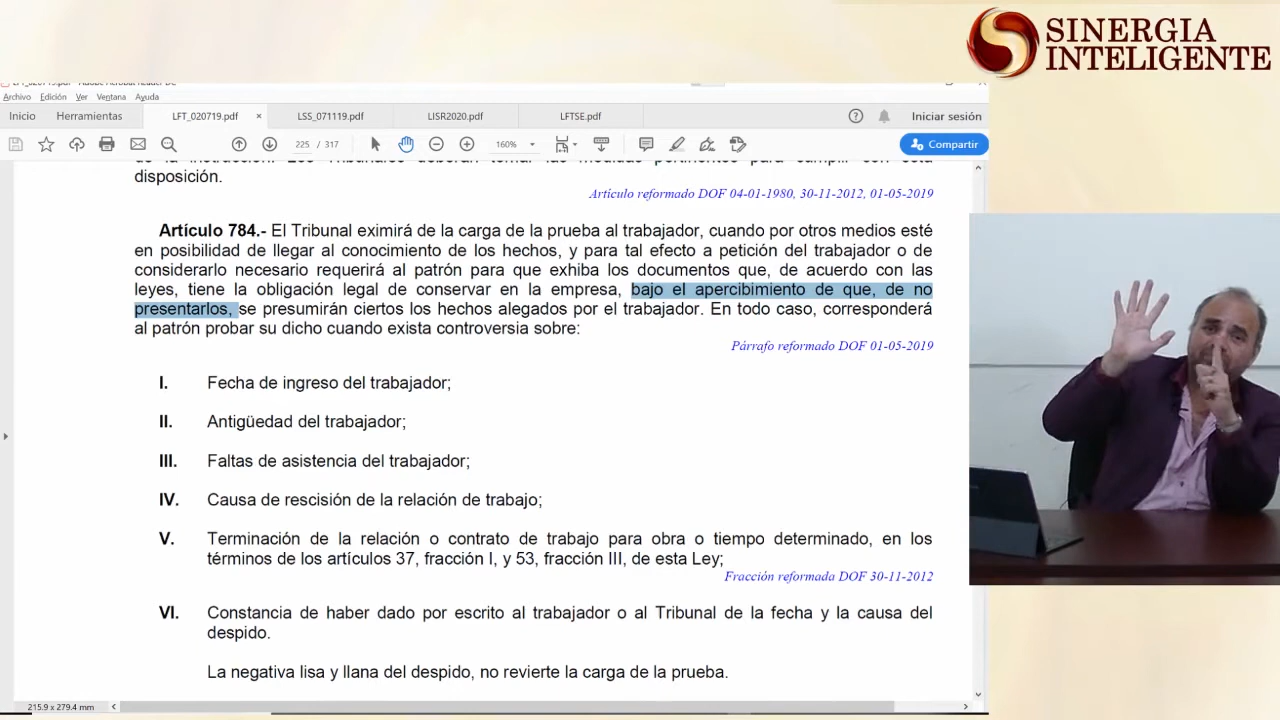 SINERGIA
INTELIGENTE
Archivo Edición Ver Ventana Ayuda
Inicio Herramientas LFT_020719.pdf × LSS_071119.pdf LISR2020.pdf LFTSE.pdf Iniciar sesión
225 / 317 160% Compartir
disposición.
Artículo reformado DOF 04-01-1980, 30-11-2012, 01-05-2019
Artículo 784.- El Tribunal eximirá de la carga de la prueba al trabajador, cuando por otros medios esté
en posibilidad de llegar al conocimiento de los hechos, y para tal efecto a petición del trabajador o de
considerarlo necesario requerirá al patrón para que exhiba los documentos que, de acuerdo con las
leyes, tiene la obligación legal de conservar en la empresa, bajo el apercibimiento de que, de no
presentarlos, se presumirán ciertos los hechos alegados por el trabajador. En todo caso, corresponderá
al patrón probar su dicho cuando exista controversia sobre:
Párrafo reformado DOF 01-05-2019
I. Fecha de ingreso del trabajador;
II. Antigüedad del trabajador;
III. Faltas de asistencia del trabajador;
IV. Causa de rescisión de la relación de trabajo;
V. Terminación de la relación o contrato de trabajo para obra o tiempo determinado, en los
términos de los artículos 37, fracción I, y 53, fracción III, de esta Ley;
Fracción reformada DOF 30-11-2012
VI. Constancia de haber dado por escrito al trabajador o al Tribunal de la fecha y la causa del
despido.
La negativa lisa y llana del despido, no revierte la carga de la prueba.
215.9 x 279.4 mm